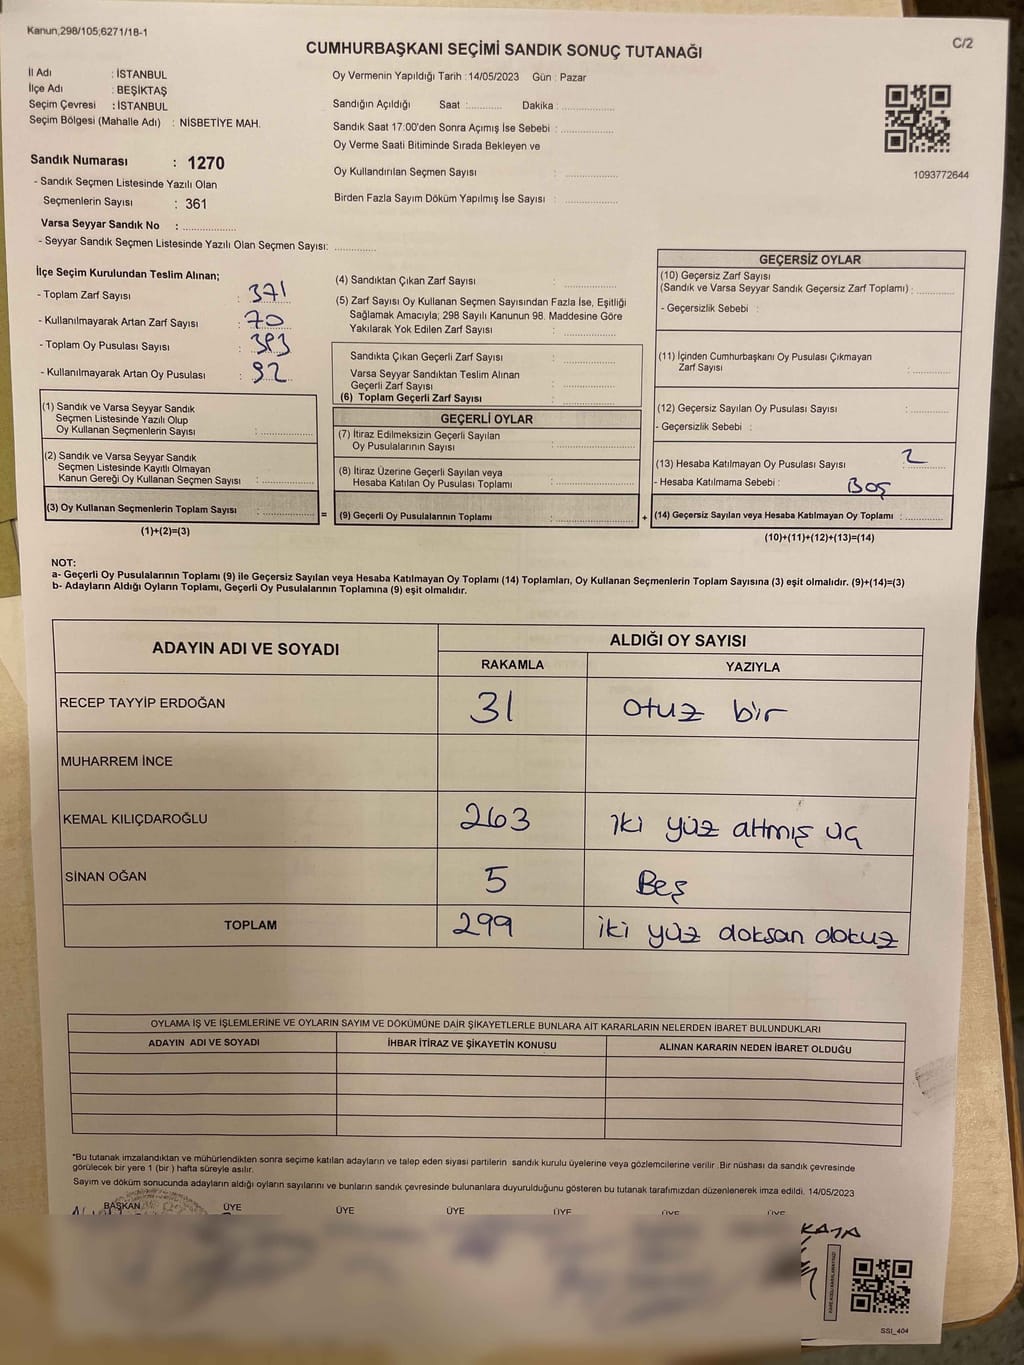 Kanun,298/105;6271/18-1
CUMHURBAŞKANI SEÇİMİ SANDIK SONUÇ TUTANAĞI
C/2
İl Adı : İSTANBUL
İlçe Adı : BEŞİKTAŞ
Seçim Çevresi : İSTANBUL
Seçim Bölgesi (Mahalle Adı) : NİSBETİYE MAH.
Sandık Numarası : 1270
- Sandık Seçmen Listesinde Yazılı Olan
Seçmenlerin Sayısı : 361
Varsa Seyyar Sandık No : ..................
- Seyyar Sandık Seçmen Listesinde Yazılı Olan Seçmen Sayısı: .............
Oy Vermenin Yapıldığı Tarih : 14/05/2023 Gün : Pazar
Sandığın Açıldığı Saat :........... Dakika : ................
Sandık Saat 17:00'den Sonra Açımış İse Sebebi : ................
Oy Verme Saati Bitiminde Sırada Bekleyen ve
Oy Kullandırılan Seçmen Sayısı : ................
Birden Fazla Sayım Döküm Yapılmış İse Sayısı : ................
1093772644
İlçe Seçim Kurulundan Teslim Alınan;
- Toplam Zarf Sayısı : 371
- Kullanılmayarak Artan Zarf Sayısı : 70
- Toplam Oy Pusulası Sayısı : 393
- Kullanılmayarak Artan Oy Pusulası : 92
(1) Sandık ve Varsa Seyyar Sandık
Seçmen Listesinde Yazılı Olup
Oy Kullanan Seçmenlerin Sayısı : ................
(2) Sandık ve Varsa Seyyar Sandık
Seçmen Listesinde Kayıtlı Olmayan
Kanun Gereği Oy Kullanan Seçmen Sayısı : ................
(3) Oy Kullanan Seçmenlerin Toplam Sayısı : ................
(1)+(2)=(3)
(4) Sandıktan Çıkan Zarf Sayısı : ................
(5) Zarf Sayısı Oy Kullanan Seçmen Sayısından Fazla İse, Eşitliği
Sağlamak Amacıyla; 298 Sayılı Kanunun 98. Maddesine Göre
Yakılarak Yok Edilen Zarf Sayısı : ................
Sandıkta Çıkan Geçerli Zarf Sayısı : ................
Varsa Seyyar Sandıktan Teslim Alınan
Geçerli Zarf Sayısı : ................
(6) Toplam Geçerli Zarf Sayısı : ................
GEÇERLİ OYLAR
(7) İtiraz Edilmeksizin Geçerli Sayılan
Oy Pusulalarının Sayısı : ................
(8) İtiraz Üzerine Geçerli Sayılan veya
Hesaba Katılan Oy Pusulası Toplamı : ................
= (9) Geçerli Oy Pusulalarının Toplamı : ................
GEÇERSİZ OYLAR
(10) Geçersiz Zarf Sayısı
(Sandık ve Varsa Seyyar Sandık Geçersiz Zarf Toplamı) : ............
- Geçersizlik Sebebi :
(11) İçinden Cumhurbaşkanı Oy Pusulası Çıkmayan
Zarf Sayısı : ............
(12) Geçersiz Sayılan Oy Pusulası Sayısı : ............
- Geçersizlik Sebebi :
(13) Hesaba Katılmayan Oy Pusulası Sayısı : 2
- Hesaba Katılmama Sebebi : Boş
+ (14) Geçersiz Sayılan veya Hesaba Katılmayan Oy Toplamı : ............
(10)+(11)+(12)+(13)=(14)
NOT:
a- Geçerli Oy Pusulalarının Toplamı (9) ile Geçersiz Sayılan veya Hesaba Katılmayan Oy Toplamı (14) Toplamları, Oy Kullanan Seçmenlerin Toplam Sayısına (3) eşit olmalıdır. (9)+(14)=(3)
b- Adayların Aldığı Oyların Toplamı, Geçerli Oy Pusulalarının Toplamına (9) eşit olmalıdır.
ADAYIN ADI VE SOYADI ALDIĞI OY SAYISI
RAKAMLA YAZIYLA
RECEP TAYYİP ERDOĞAN 31 otuz bir
MUHARREM İNCE
KEMAL KILIÇDAROĞLU 263 iki yüz altmış üç
SİNAN OĞAN 5 Beş
TOPLAM 299 iki yüz doksan dokuz
OYLAMA İŞ VE İŞLEMLERİNE VE OYLARIN SAYIM VE DÖKÜMÜNE DAİR ŞİKAYETLERLE BUNLARA AİT KARARLARIN NELERDEN İBARET BULUNDUKLARI
ADAYIN ADI VE SOYADI İHBAR İTİRAZ VE ŞİKAYETİN KONUSU ALINAN KARARIN NEDEN İBARET OLDUĞU
*Bu tutanak imzalandıktan ve mühürlendikten sonra seçime katılan adayların ve talep eden siyasi partilerin sandık kurulu üyelerine veya gözlemcilerine verilir .Bir nüshası da sandık çevresinde
görülecek bir yere 1 (bir ) hafta süreyle asılır.
Sayım ve döküm sonucunda adayların aldığı oyların sayılarını ve bunların sandık çevresinde bulunanlara duyurulduğunu gösteren bu tutanak tarafımızdan düzenlenerek imza edildi. 14/05/2023
BAŞKAN ÜYE ÜYE ÜYE ÜYE ÜYE ÜYE
KAYA
SSİ_404